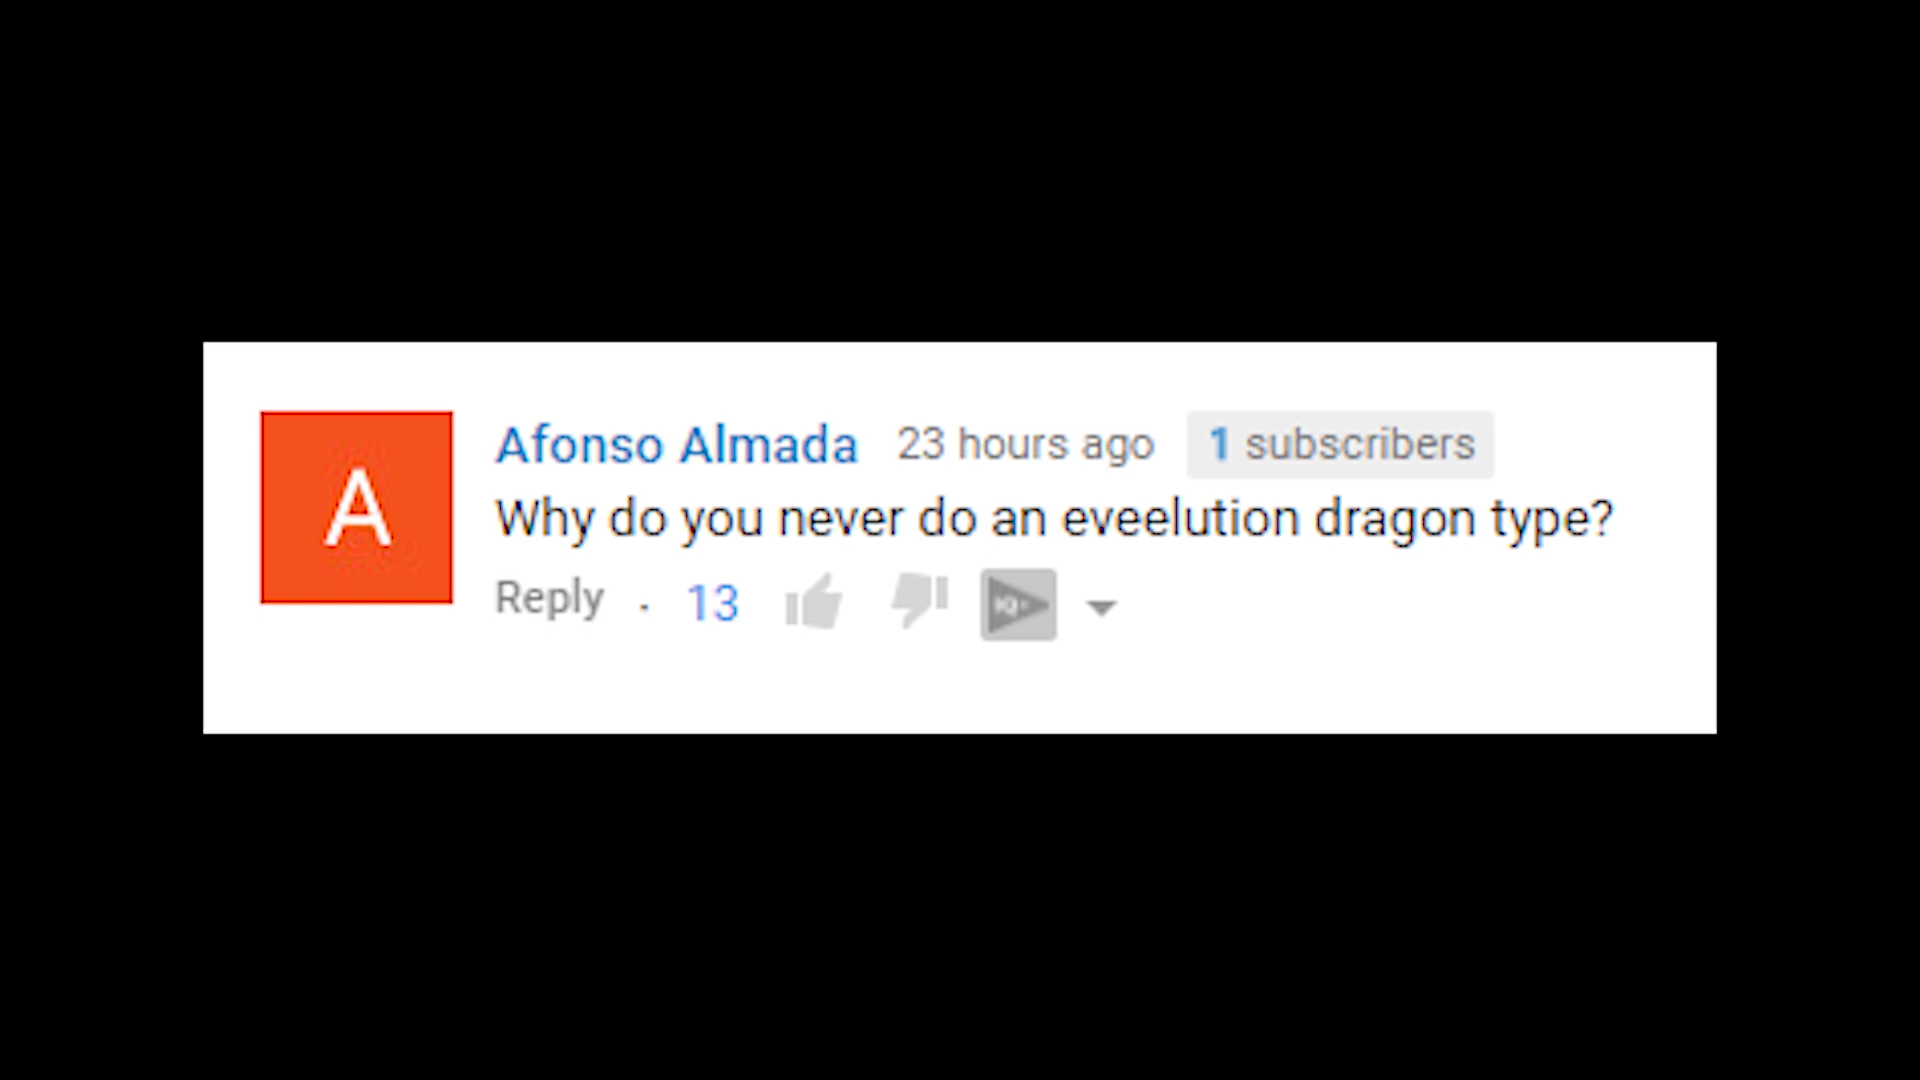 A
Afonso Almada 23 hours ago 1 subscribers
Why do you never do an eveelution dragon type?
Reply · 13